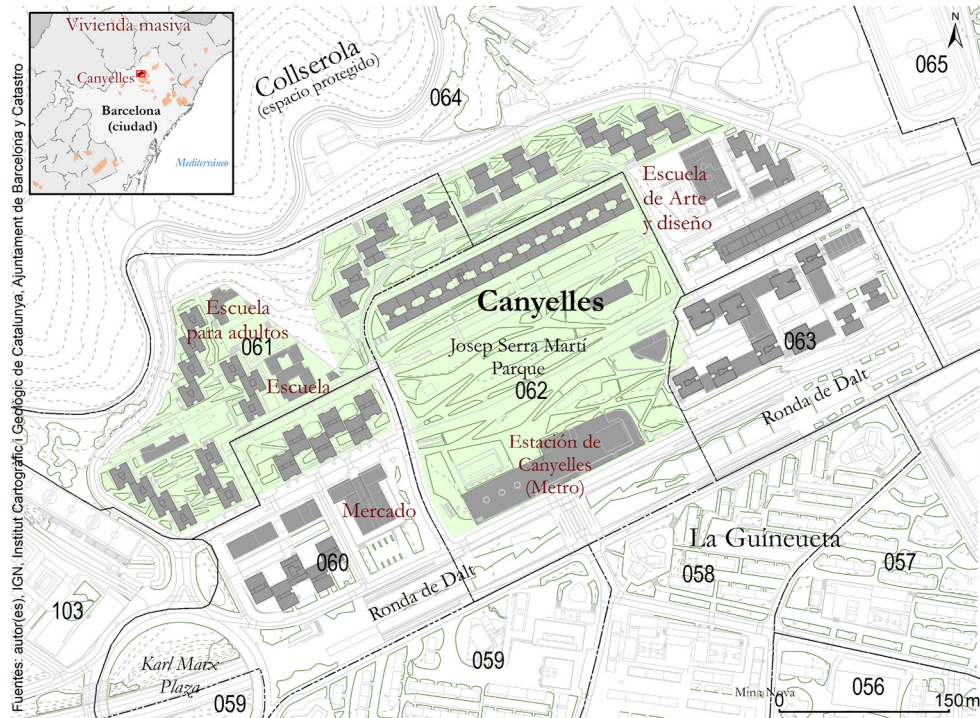 Vivienda masiva
Canyelles
Barcelona
(ciudad)
Mediterráneo
Fuentes: autor(es), IGN, Institut Cartogràfic i Geològic de Catalunya, Ajuntament de Barcelona y Catastro
Collserola
(espacio protegido)
064
N
065
Escuela
de Arte
y diseño
Canyelles
Josep Serra Martí
Parque
062
063
Escuela
para adultos
061
Escuela
Ronda de Dalt
Estación de
Canyelles
(Metro)
Mercado
060
Ronda de Dalt
La Guineueta
058
057
103
Karl Marx
Plaza
059
059
Mina Nova
056
0
150m